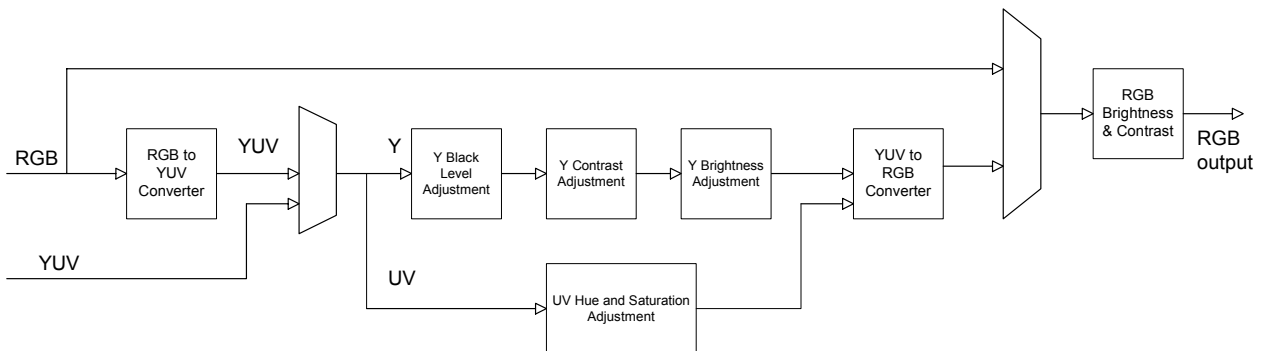 RGB
RGB to
YUV
Converter
YUV
YUV
Y
Y Black
Level
Adjustment
Y Contrast
Adjustment
Y Brightness
Adjustment
UV
UV Hue and Saturation
Adjustment
YUV to
RGB
Converter
RGB
Brightness
& Contrast
RGB
output